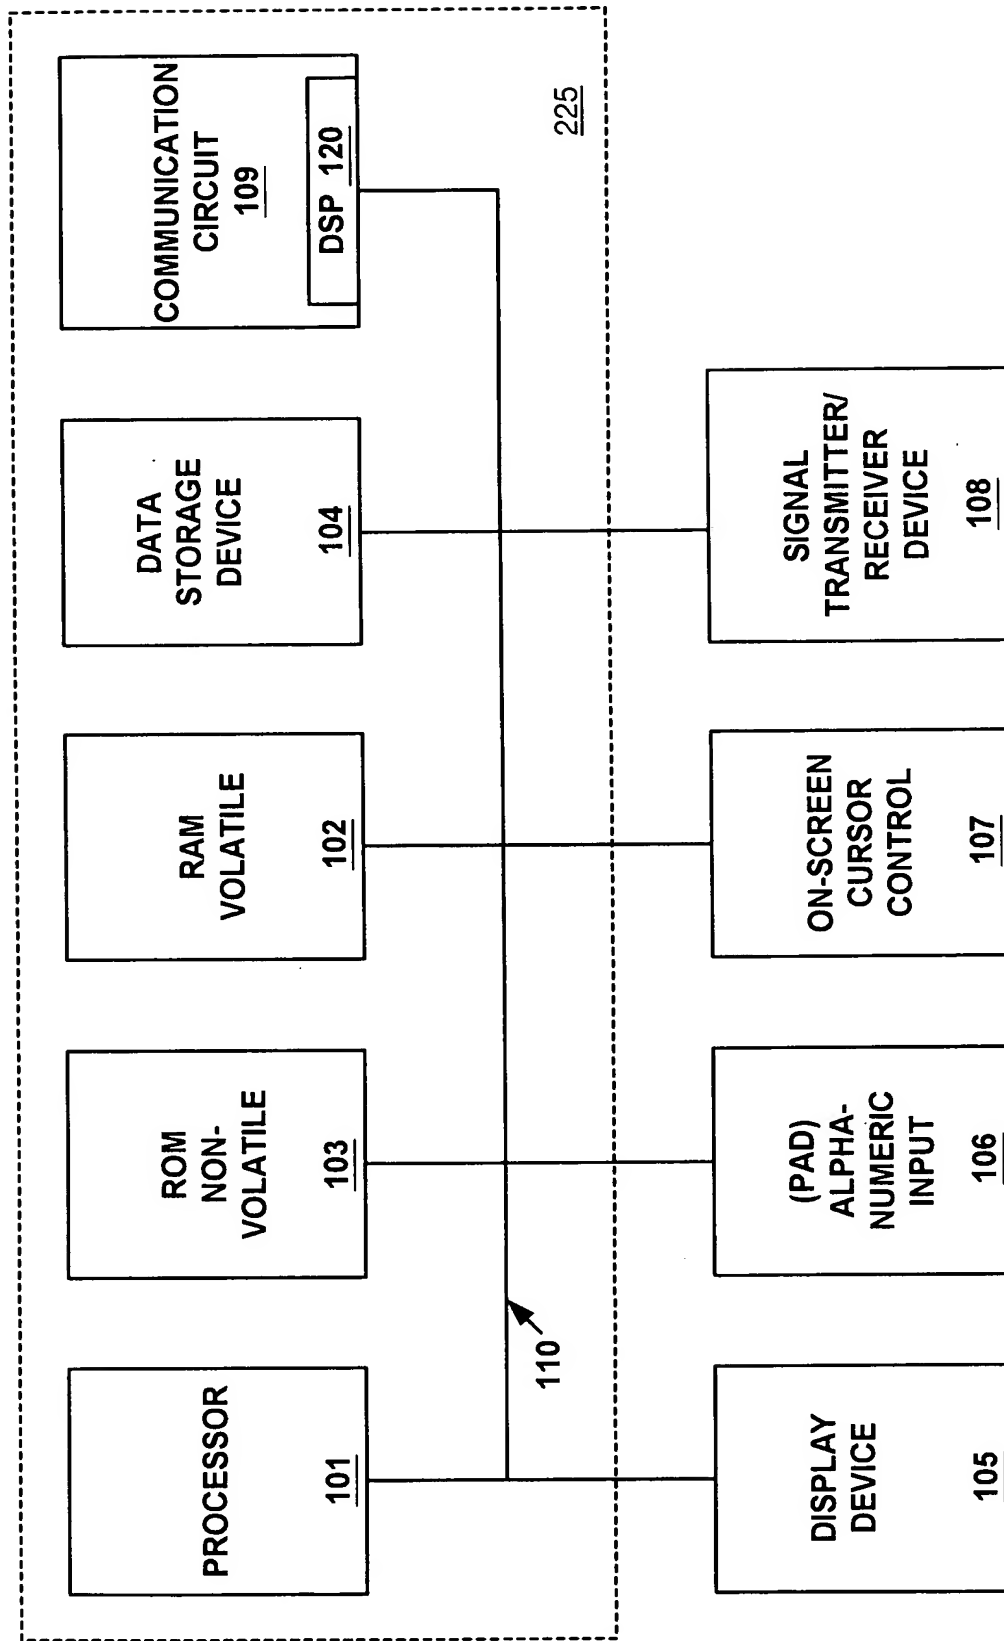 PROCESSOR
101
ROM
NON-
VOLATILE
103
RAM
VOLATILE
102
DATA
STORAGE
DEVICE
104
COMMUNICATION
CIRCUIT
109
DSP 120
225
110
DISPLAY
DEVICE
105
(PAD)
ALPHA-
NUMERIC
INPUT
106
ON-SCREEN
CURSOR
CONTROL
107
SIGNAL
TRANSMITTER/
RECEIVER
DEVICE
108